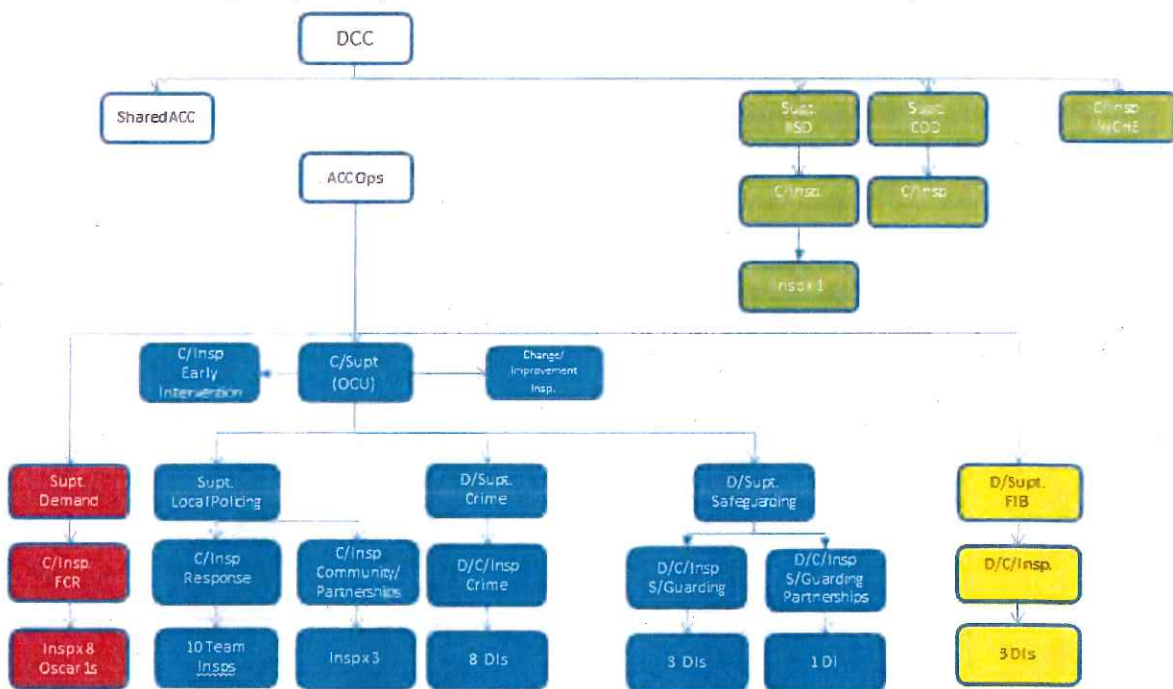 DCC
Shared ACC
Supt.
PSD
Supt.
CDD
C/Insp
NICHE
ACC Ops
C/Insp
C/Insp
Insp x 1
C/Insp
Early
Intervention
C/Supt
(OCU)
Change/
Improvement
Insp.
Supt.
Demand
Supt.
Local Policing
D/Supt.
Crime
D/Supt.
Safeguarding
D/Supt.
FIB
C/Insp.
FCR
C/Insp
Response
C/Insp
Community/
Partnerships
D/C/Insp
Crime
D/C/Insp
S/Guarding
D/C/Insp
S/Guarding
Partnerships
D/C/Insp.
Insp x 8
Oscar 1s
10 Team
Insps
Insp x 3
8 DIs
3 DIs
1 DI
3 DIs